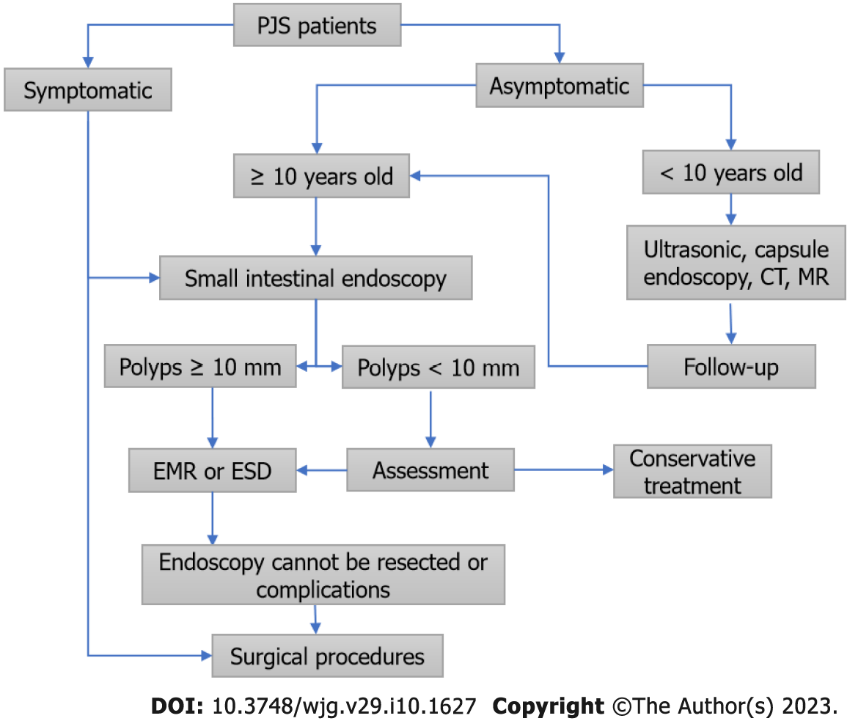 PJS patients
Symptomatic
Asymptomatic
≥ 10 years old
< 10 years old
Ultrasonic, capsule
endoscopy, CT, MR
Small intestinal endoscopy
Polyps ≥ 10 mm
Polyps < 10 mm
Follow-up
EMR or ESD
Assessment
Conservative
treatment
Endoscopy cannot be resected or
complications
Surgical procedures
DOI: 10.3748/wjg.v29.i10.1627 Copyright ©The Author(s) 2023.